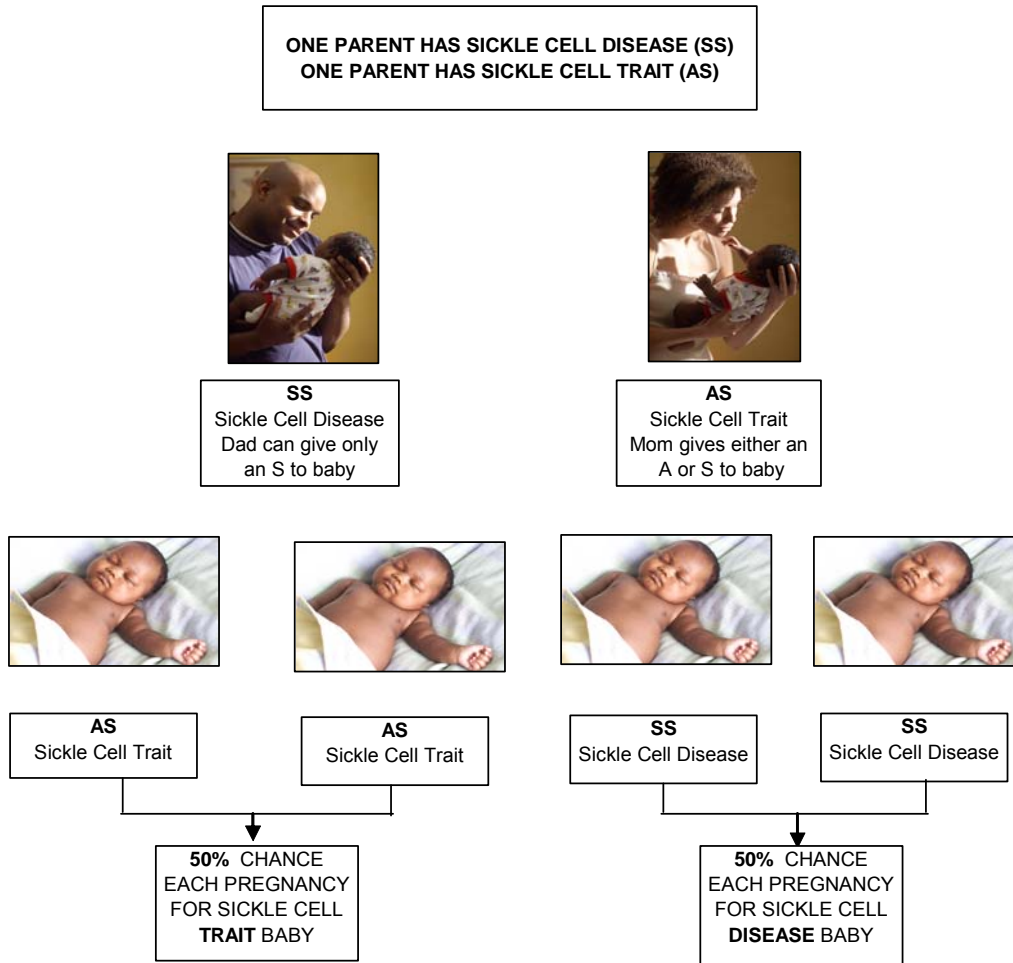 ONE PARENT HAS SICKLE CELL DISEASE (SS)
ONE PARENT HAS SICKLE CELL TRAIT (AS)
SS
Sickle Cell Disease
Dad can give only
an S to baby
AS
Sickle Cell Trait
Mom gives either an
A or S to baby
AS
Sickle Cell Trait
AS
Sickle Cell Trait
SS
Sickle Cell Disease
SS
Sickle Cell Disease
50% CHANCE
EACH PREGNANCY
FOR SICKLE CELL
TRAIT BABY
50% CHANCE
EACH PREGNANCY
FOR SICKLE CELL
DISEASE BABY